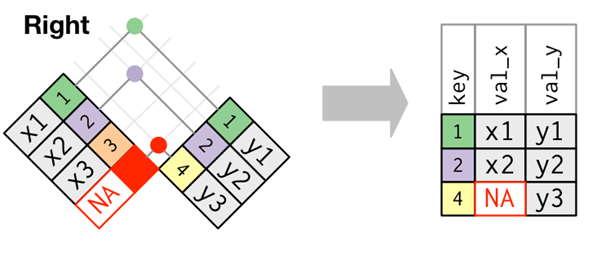 Right
1 x1
2 x2
3 x3
NA
1 y1
2 y2
4 y3
key val_x val_y
1 x1 y1
2 x2 y2
4 NA y3